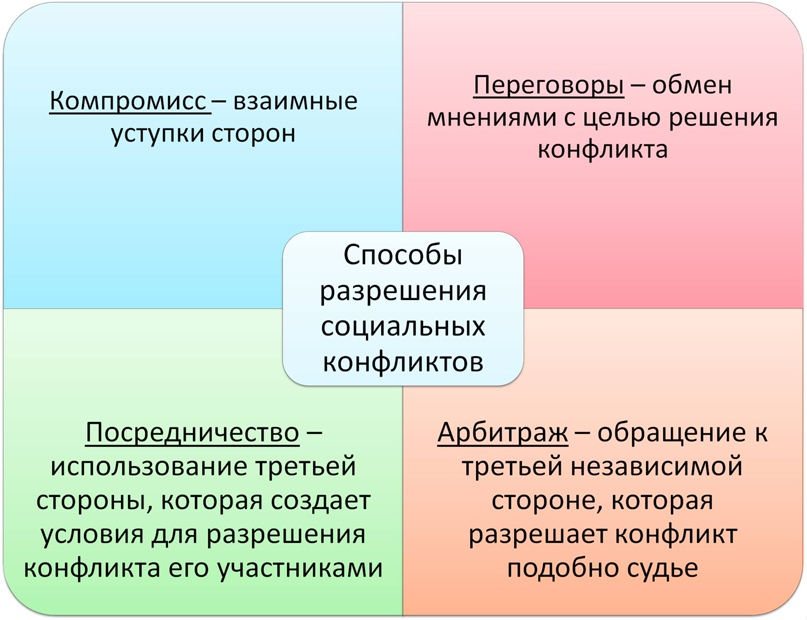 Компромисс – взаимные
уступки сторон
Переговоры – обмен
мнениями с целью решения
конфликта
Способы
разрешения
социальных
конфликтов
Посредничество –
использование третьей
стороны, которая создает
условия для разрешения
конфликта его участниками
Арбитраж – обращение к
третьей независимой
стороне, которая
разрешает конфликт
подобно судье